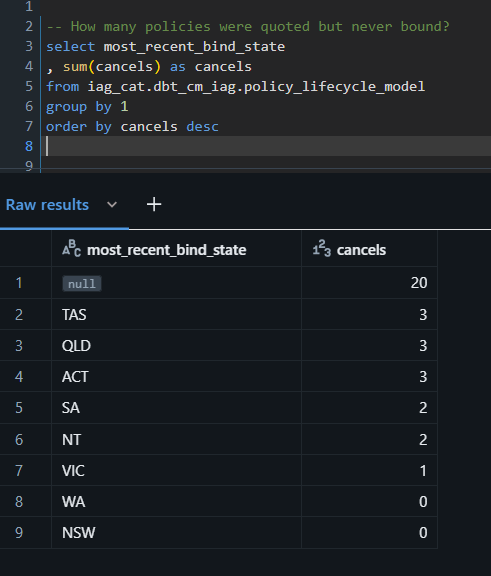 1
2 -- How many policies were quoted but never bound?
3 select most_recent_bind_state
4 , sum(cancels) as cancels
5 from iag_cat.dbt_cm_iag.policy_lifecycle_model
6 group by 1
7 order by cancels desc
8
9
Raw results +
ABC most_recent_bind_state 123 cancels
1 null 20
2 TAS 3
3 QLD 3
4 ACT 3
5 SA 2
6 NT 2
7 VIC 1
8 WA 0
9 NSW 0